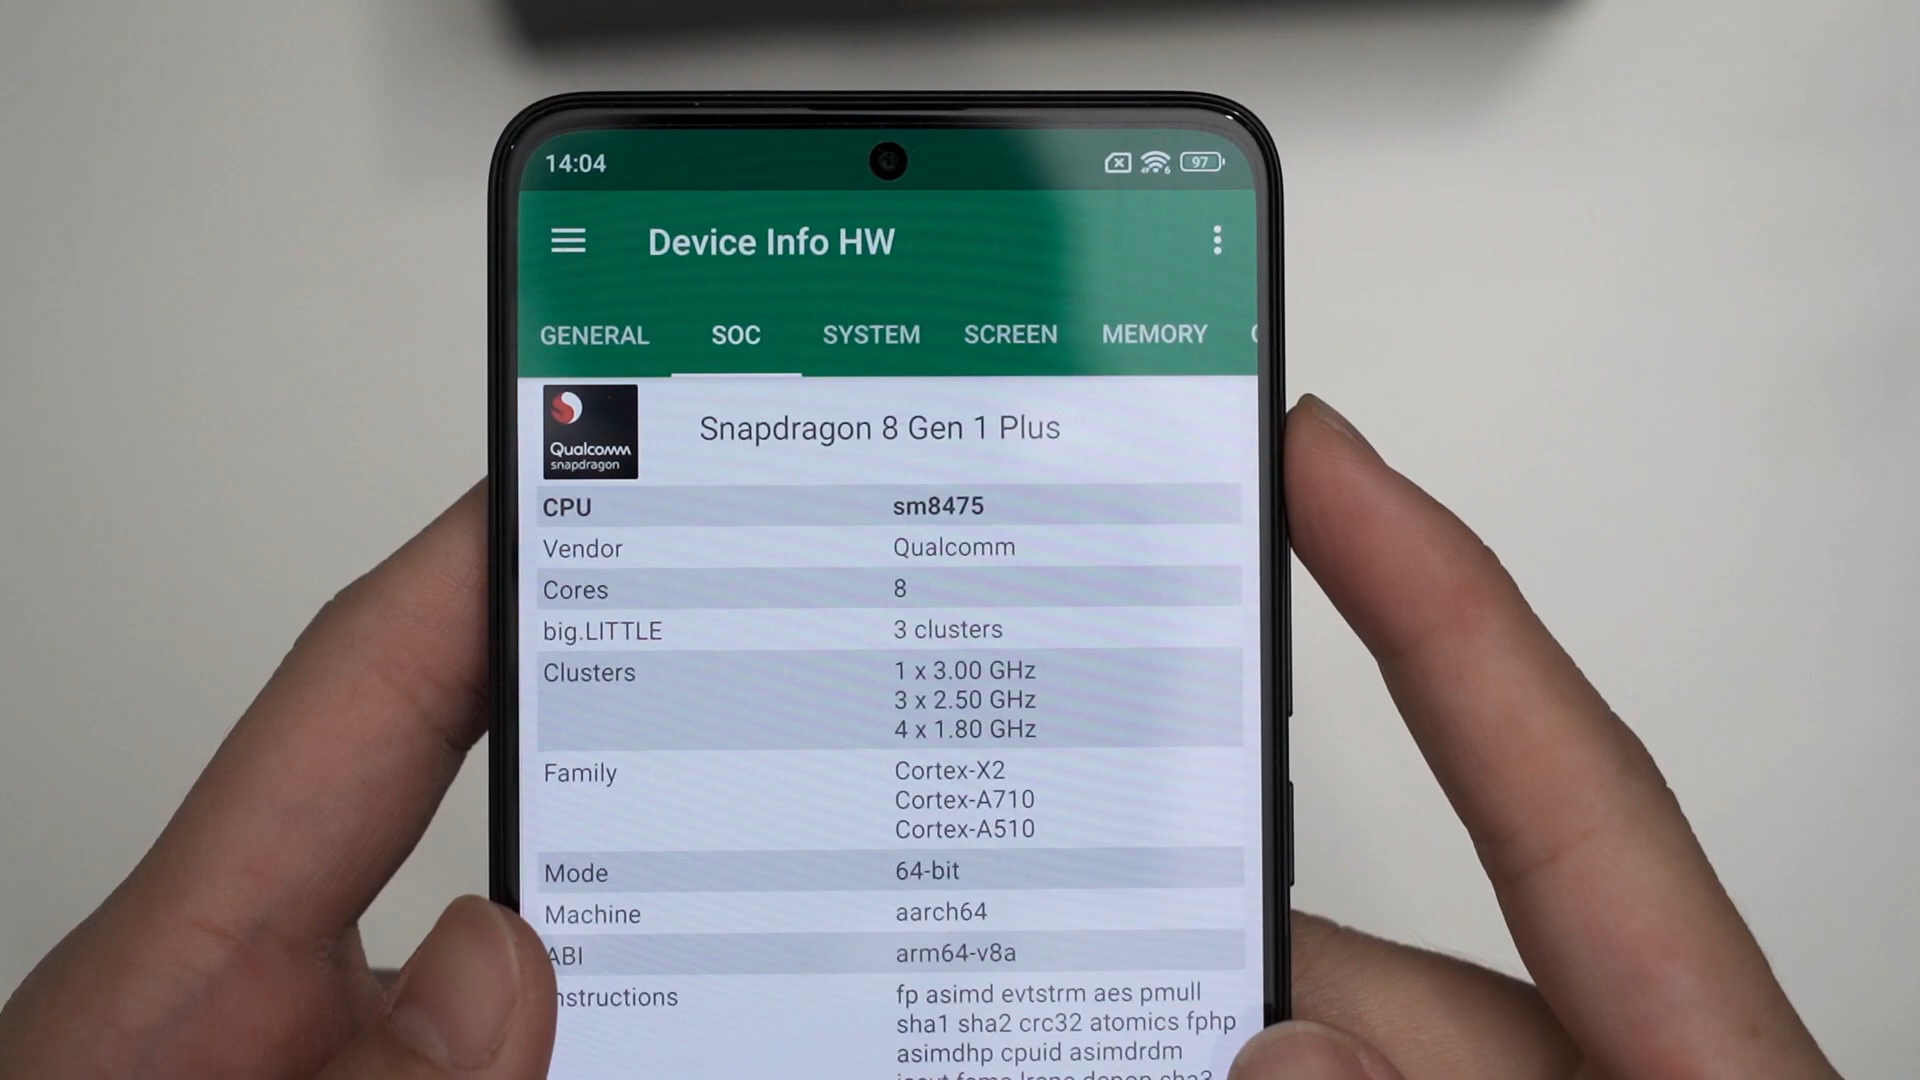 14:04
97
Device Info HW
GENERAL SOC SYSTEM SCREEN MEMORY
Qualcomm
snapdragon
Snapdragon 8 Gen 1 Plus
CPU sm8475
Vendor Qualcomm
Cores 8
big.LITTLE 3 clusters
Clusters 1 x 3.00 GHz
3 x 2.50 GHz
4 x 1.80 GHz
Family Cortex-X2
Cortex-A710
Cortex-A510
Mode 64-bit
Machine aarch64
ABI arm64-v8a
nstructions fp asimd evtstrm aes pmull
sha1 sha2 crc32 atomics fphp
asimdhp cpuid asimdrdm